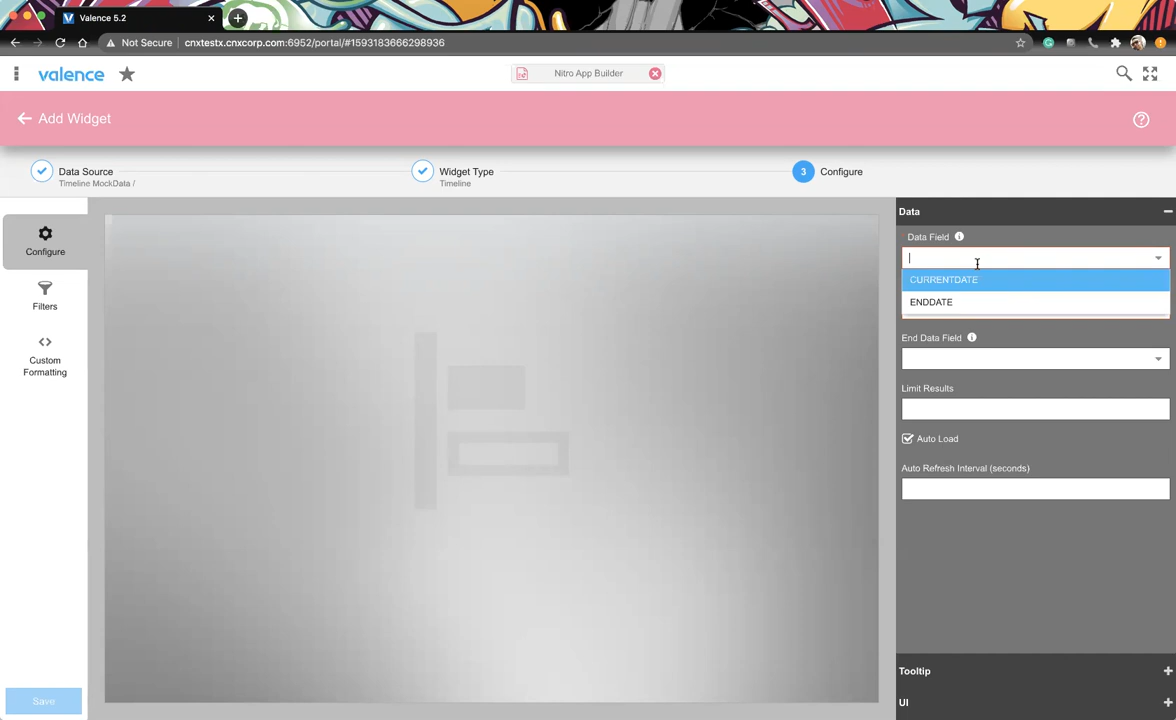 Valence 5.2
Not Secure
cnxtestx.cnxcorp.com:6952/portal/#1593183666298936
valence
Nitro App Builder
Add Widget
Data Source
Timeline MockData /
Widget Type
Timeline
3
Configure
Configure
Filters
Custom
Formatting
Save
Data
* Data Field
CURRENTDATE
ENDDATE
End Data Field
Limit Results
Auto Load
Auto Refresh Interval (seconds)
Tooltip
UI